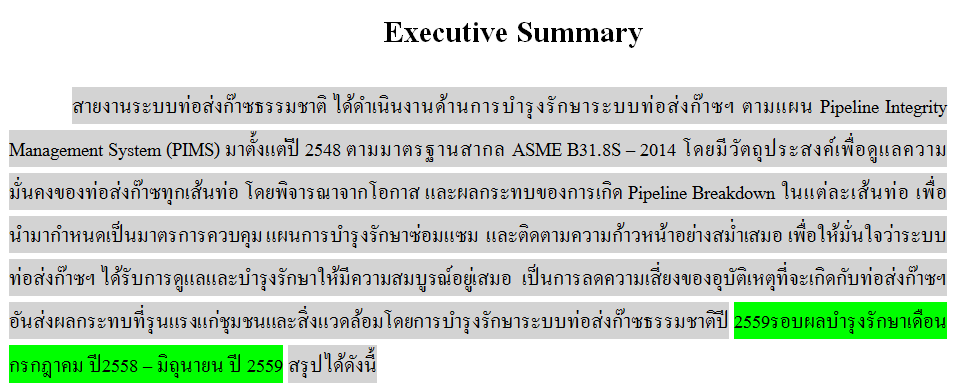 Executive Summary
สายงานระบบท่อส่งก๊าซธรรมชาติ ได้ดำเนินงานด้านการบำรุงรักษาระบบท่อส่งก๊าซฯ ตามแผน Pipeline Integrity
Management System (PIMS) มาตั้งแต่ปี 2548 ตามมาตรฐานสากล ASME B31.8S – 2014 โดยมีวัตถุประสงค์เพื่อดูแลความ
มั่นคงของท่อส่งก๊าซทุกเส้นท่อ โดยพิจารณาจากโอกาส และผลกระทบของการเกิด Pipeline Breakdown ในแต่ละเส้นท่อ เพื่อ
นำมากำหนดเป็นมาตรการควบคุม แผนการบำรุงรักษาซ่อมแซม และติดตามความก้าวหน้าอย่างสม่ำเสมอ เพื่อให้มั่นใจว่าระบบ
ท่อส่งก๊าซฯ ได้รับการดูแลและบำรุงรักษาให้มีความสมบูรณ์อยู่เสมอ เป็นการลดความเสี่ยงของอุบัติเหตุที่จะเกิดกับท่อส่งก๊าซฯ
อันส่งผลกระทบที่รุนแรงแก่ชุมชนและสิ่งแวดล้อมโดยการบำรุงรักษาระบบท่อส่งก๊าซธรรมชาติปี 2559รอบผลบำรุงรักษาเดือน
กรกฎาคม ปี2558 – มิถุนายน ปี 2559 สรุปได้ดังนี้